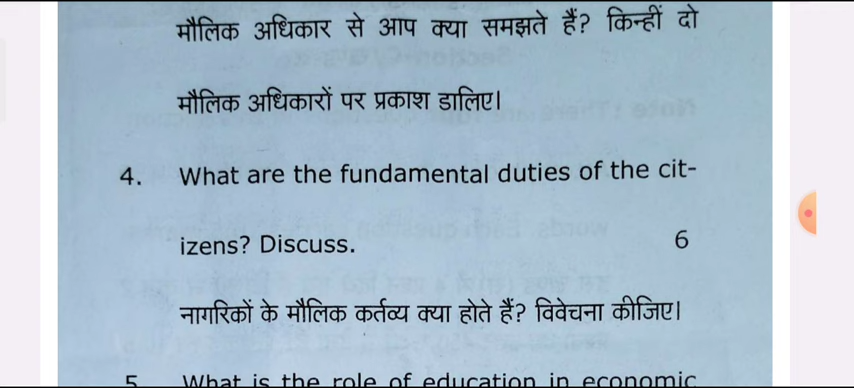 मौलिक अधिकार से आप क्या समझते हैं? किन्हीं दो
मौलिक अधिकारों पर प्रकाश डालिए।
4. What are the fundamental duties of the cit-
izens? Discuss. 6
नागरिकों के मौलिक कर्तव्य क्या होते हैं? विवेचना कीजिए।
5. What is the role of education in economic